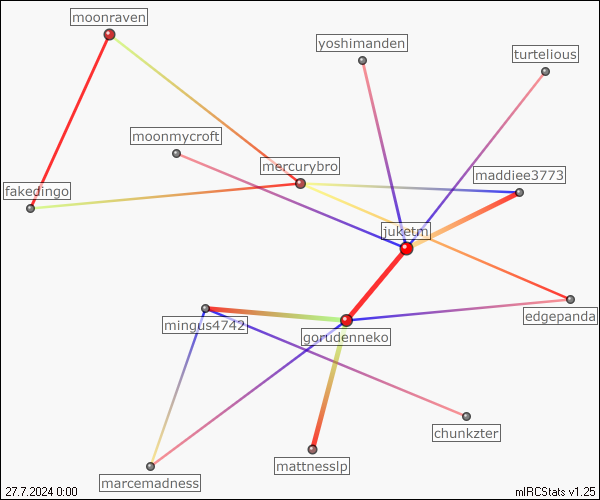 moonraven
yoshimanden
turtelious
moonmycroft
mercurybro
maddiee3773
fakedingo
juketm
edgepanda
mingus4742
gorudenneko
chunkzter
mattnesslp
marcemadness
27.7.2024 0:00
mIRCStats v1.25